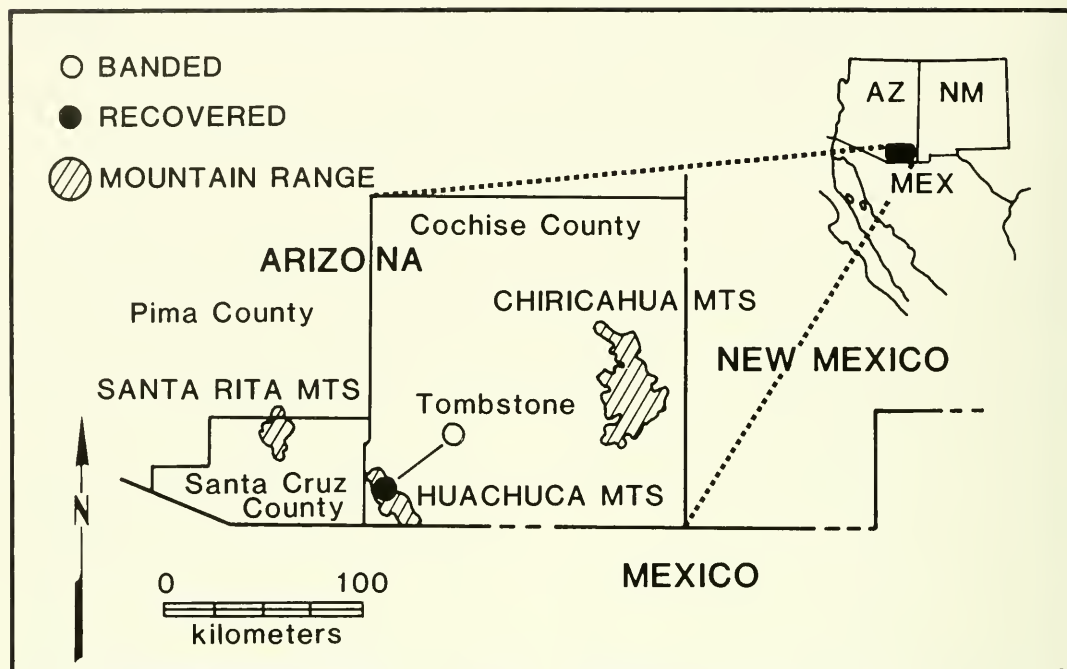 BANDED
RECOVERED
MOUNTAIN RANGE
AZ NM
MEX
Cochise County
ARIZONA
Pima County
CHIRICAHUA MTS
NEW MEXICO
SANTA RITA MTS
Tombstone
Santa Cruz
County
HUACHUCA MTS
N
MEXICO
0 100
kilometers